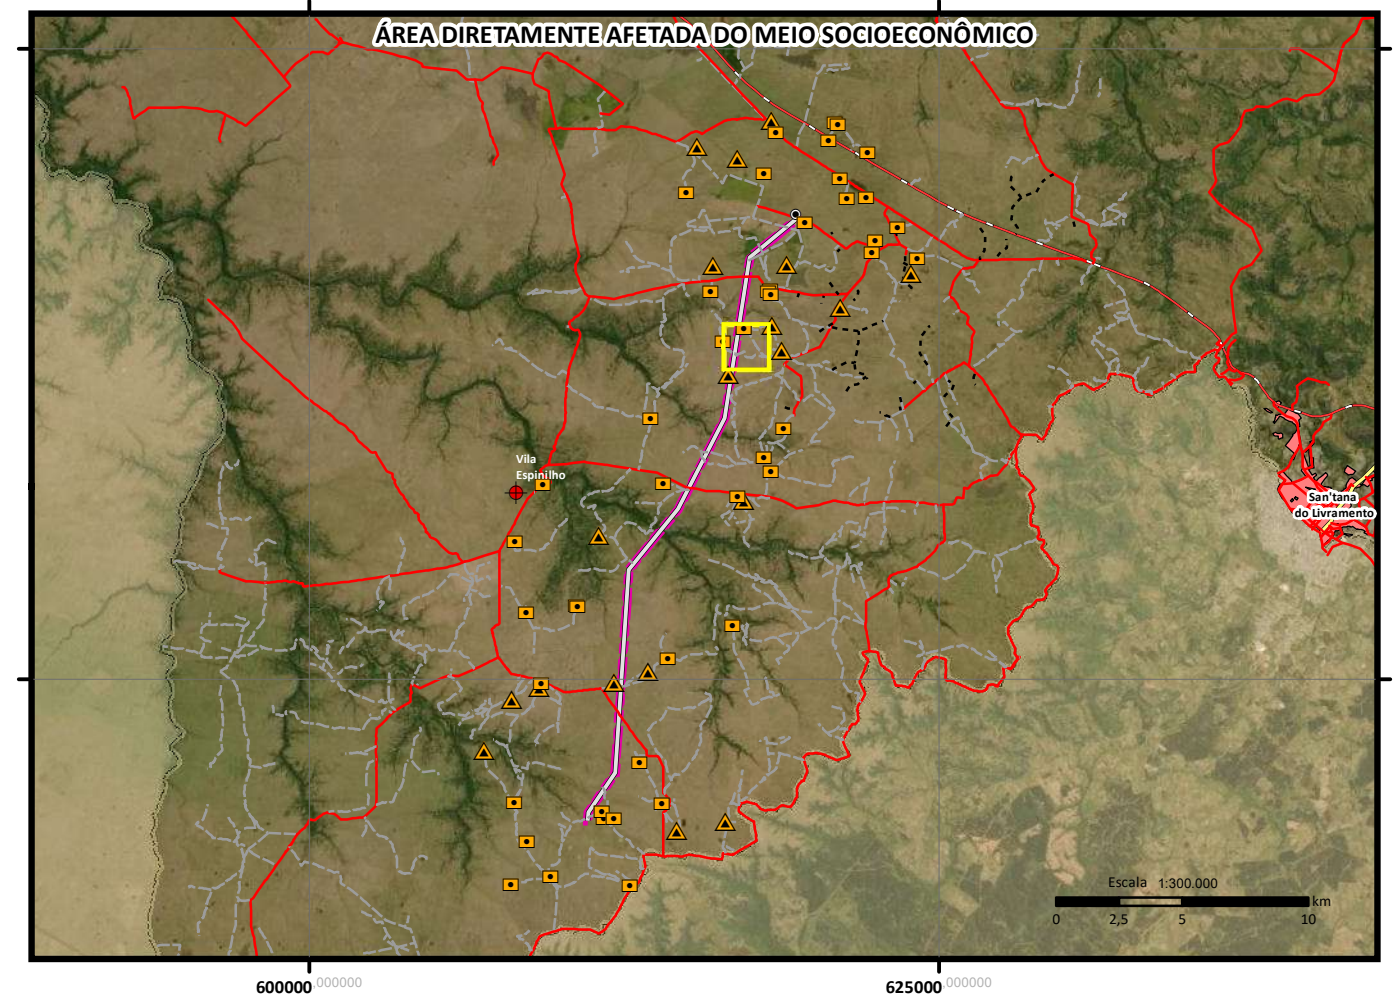 ÁREA DIRETAMENTE AFETADA DO MEIO SOCIOECONÔMICO
Vila
Espinilho
San'tana
do Livramento
Escala 1:300.000
km
0 2,5 5 10
600000,000000 625000,000000